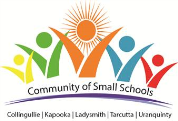 Community of Small Schools
Collingullie | Kapooka | Ladysmith | Tarcutta | Uranquinty